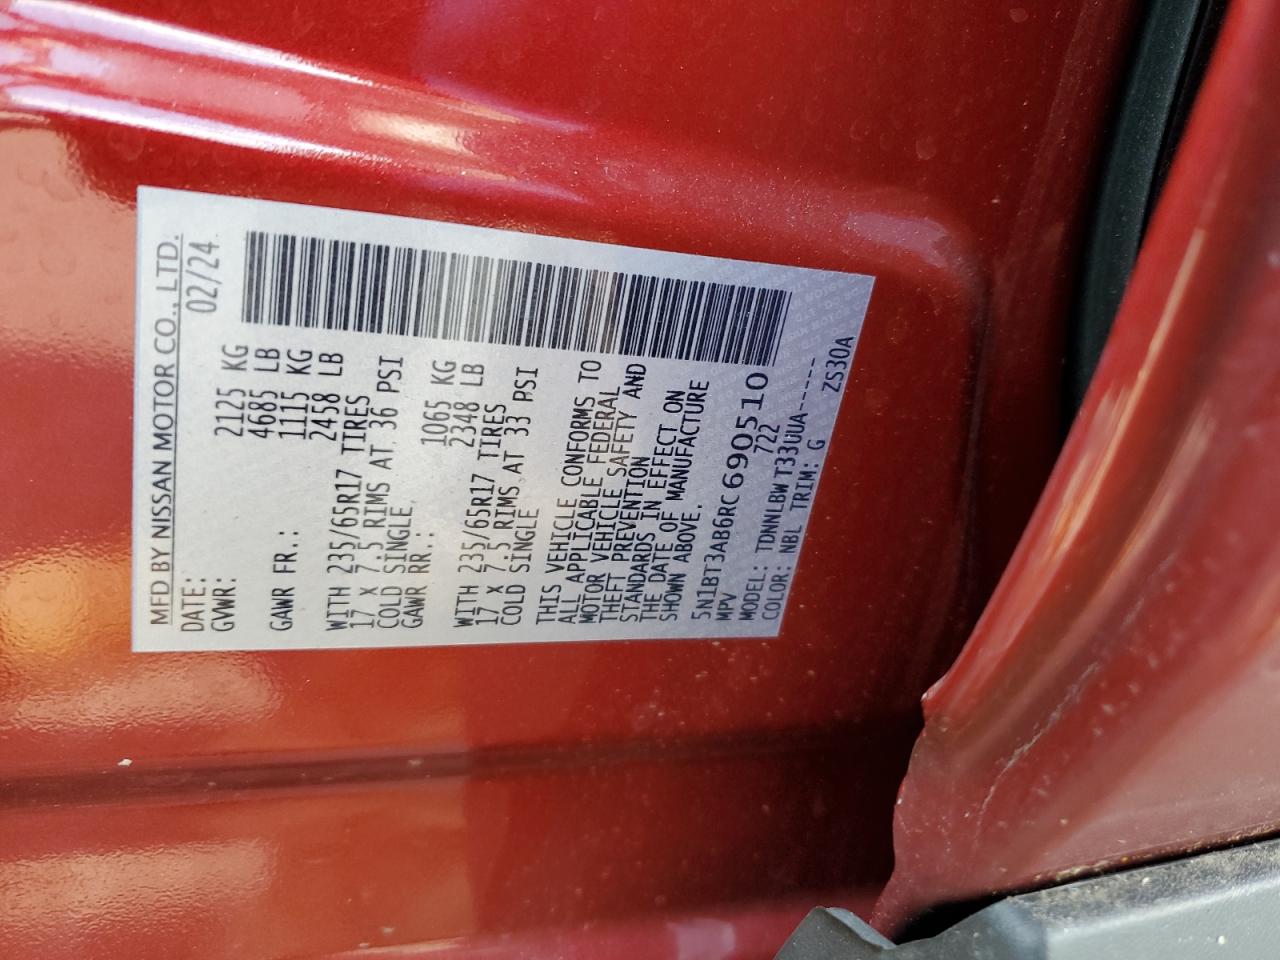 MFD BY NISSAN MOTOR CO., LTD.
DATE: 02/24
GVWR: 2125 KG
4685 LB
GAWR FR.: 1115 KG
2458 LB
WITH 235/65R17 TIRES
17 X 7.5 RIMS AT 36 PSI
COLD SINGLE,
GAWR RR.: 1065 KG
2348 LB
WITH 235/65R17 TIRES
17 X 7.5 RIMS AT 33 PSI
COLD SINGLE
THIS VEHICLE CONFORMS TO
ALL APPLICABLE FEDERAL
MOTOR VEHICLE SAFETY AND
THEFT PREVENTION
STANDARDS IN EFFECT ON
THE DATE OF MANUFACTURE
SHOWN ABOVE.
5N1BT3AB6RC690510
MPV 722
MODEL: TDNNLBW T33UUA-----
COLOR: NBL TRIM: G ZS30A